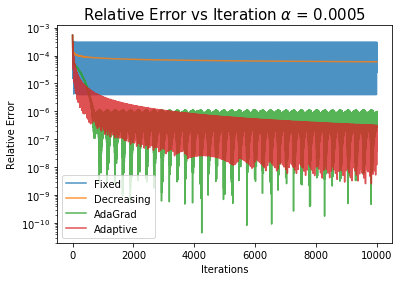 Relative Error vs Iteration α = 0.0005
Relative Error
10⁻³
10⁻⁴
10⁻⁵
10⁻⁶
10⁻⁷
10⁻⁸
10⁻⁹
10⁻¹⁰
Fixed
Decreasing
AdaGrad
Adaptive
0 2000 4000 6000 8000 10000
Iterations